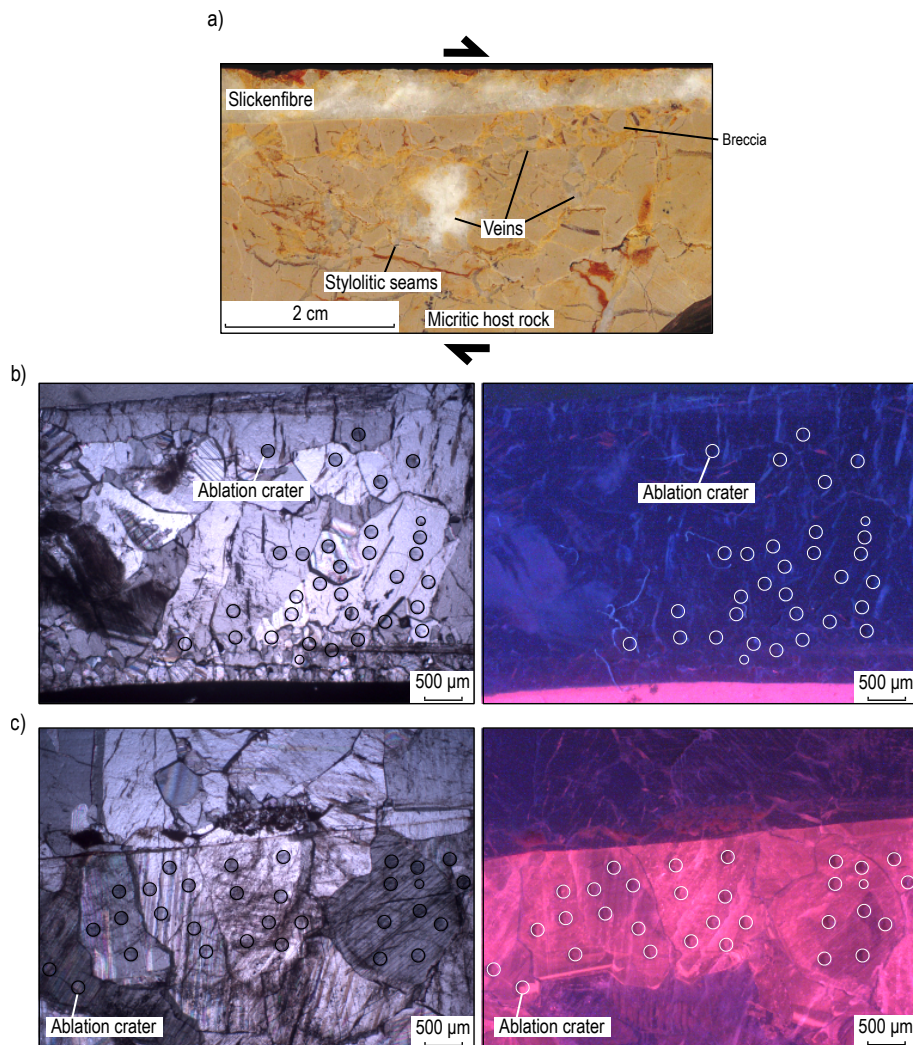 a)
Slickenfibre
Breccia
Veins
Stylolitic seams
2 cm
Micritic host rock
b)
Ablation crater
500 µm
Ablation crater
500 µm
c)
Ablation crater
500 µm
Ablation crater
500 µm